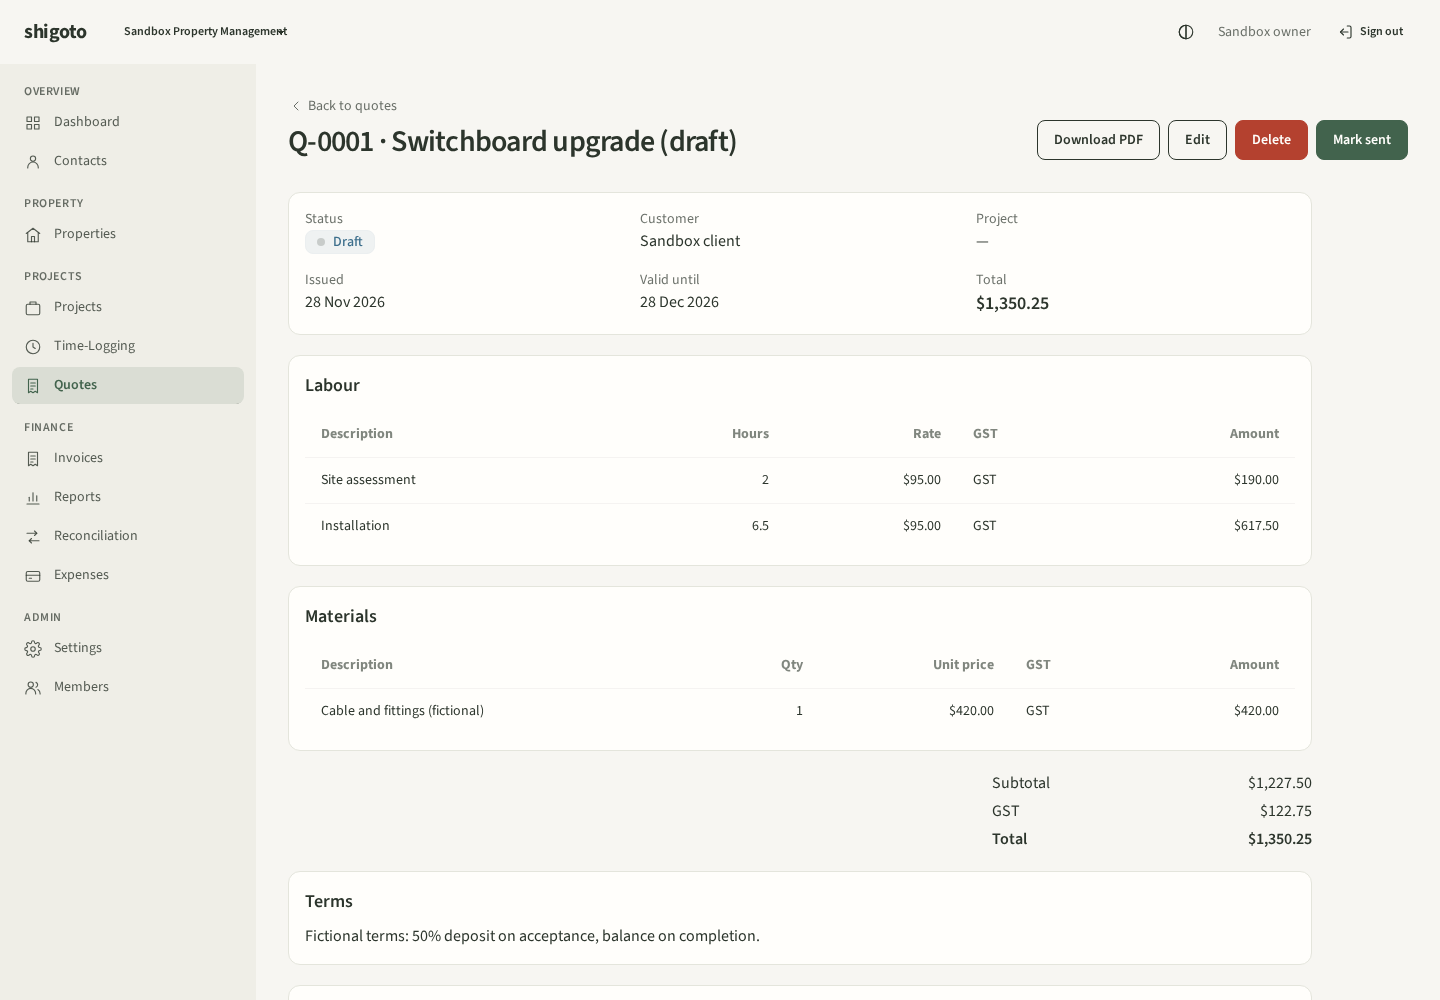 shigoto
Sandbox Property Management
Sandbox owner
Sign out
OVERVIEW
Dashboard
Contacts
PROPERTY
Properties
PROJECTS
Projects
Time-Logging
Quotes
FINANCE
Invoices
Reports
Reconciliation
Expenses
ADMIN
Settings
Members
Back to quotes
Q-0001 · Switchboard upgrade (draft)
Download PDF Edit Delete Mark sent
Status Customer Project
Draft Sandbox client —
Issued Valid until Total
28 Nov 2026 28 Dec 2026 $1,350.25
Labour
Description Hours Rate GST Amount
Site assessment 2 $95.00 GST $190.00
Installation 6.5 $95.00 GST $617.50
Materials
Description Qty Unit price GST Amount
Cable and fittings (fictional) 1 $420.00 GST $420.00
Subtotal $1,227.50
GST $122.75
Total $1,350.25
Terms
Fictional terms: 50% deposit on acceptance, balance on completion.